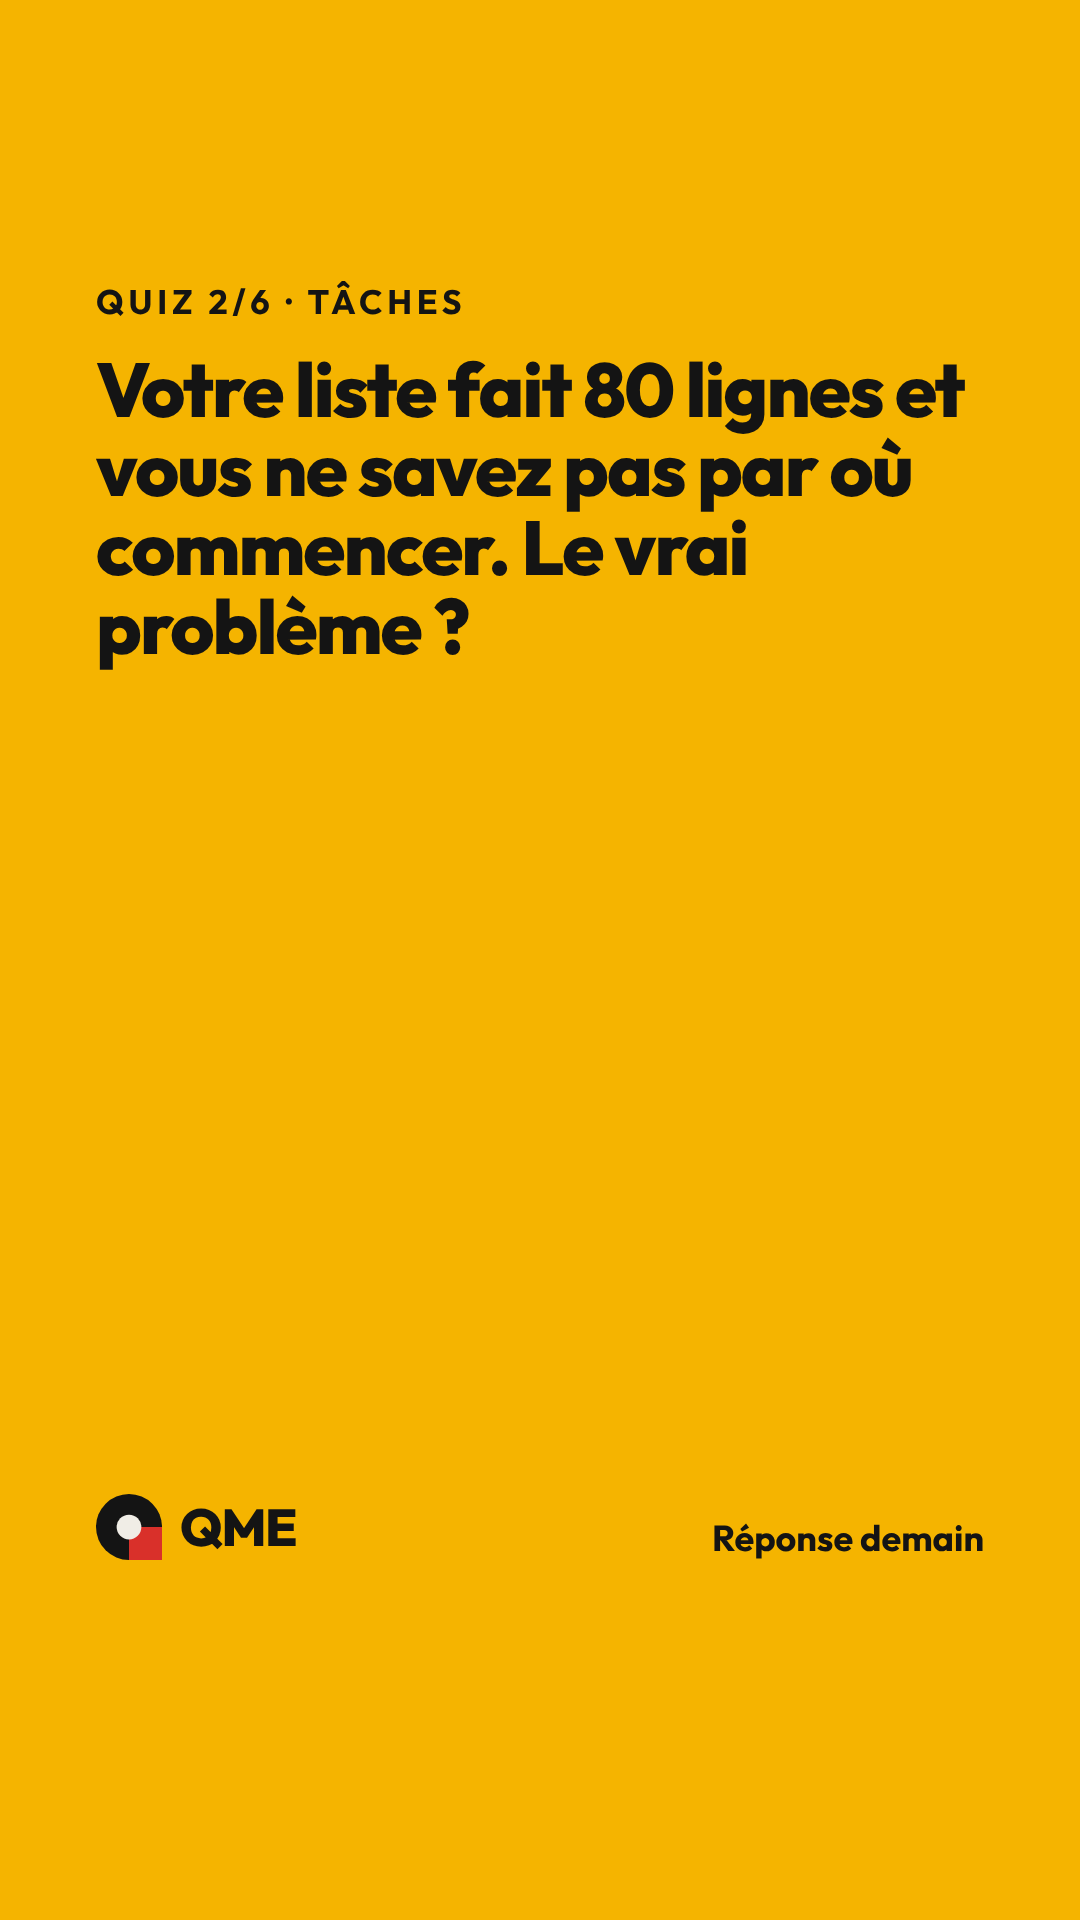 QUIZ 2/6 · TÂCHES
Votre liste fait 80 lignes et
vous ne savez pas par où
commencer. Le vrai
problème ?
QME
Réponse demain